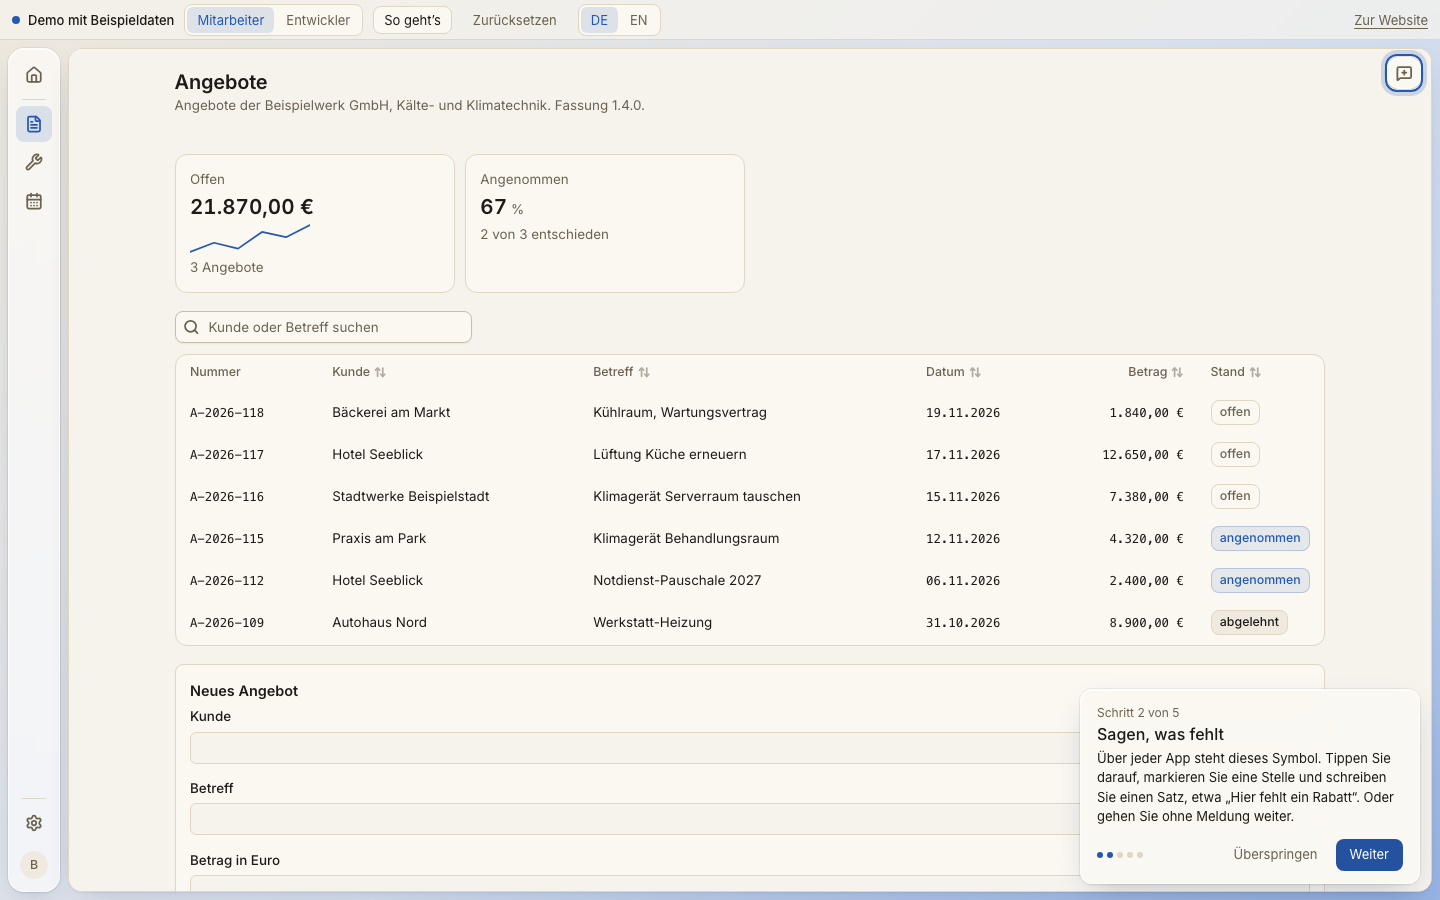 Demo mit Beispieldaten Mitarbeiter Entwickler So geht's Zurücksetzen DE EN Zur Website
Angebote
Angebote der Beispielwerk GmbH, Kälte- und Klimatechnik. Fassung 1.4.0.
Offen
21.870,00 €
3 Angebote
Angenommen
67 %
2 von 3 entschieden
Kunde oder Betreff suchen
Nummer Kunde Betreff Datum Betrag Stand
A–2026–118 Bäckerei am Markt Kühlraum, Wartungsvertrag 19.11.2026 1.840,00 € offen
A–2026–117 Hotel Seeblick Lüftung Küche erneuern 17.11.2026 12.650,00 € offen
A–2026–116 Stadtwerke Beispielstadt Klimagerät Serverraum tauschen 15.11.2026 7.380,00 € offen
A–2026–115 Praxis am Park Klimagerät Behandlungsraum 12.11.2026 4.320,00 € angenommen
A–2026–112 Hotel Seeblick Notdienst-Pauschale 2027 06.11.2026 2.400,00 € angenommen
A–2026–109 Autohaus Nord Werkstatt-Heizung 31.10.2026 8.900,00 € abgelehnt
Neues Angebot
Kunde
Betreff
Betrag in Euro
B
Schritt 2 von 5
Sagen, was fehlt
Über jeder App steht dieses Symbol. Tippen Sie
darauf, markieren Sie eine Stelle und schreiben
Sie einen Satz, etwa „Hier fehlt ein Rabatt“. Oder
gehen Sie ohne Meldung weiter.
Überspringen Weiter